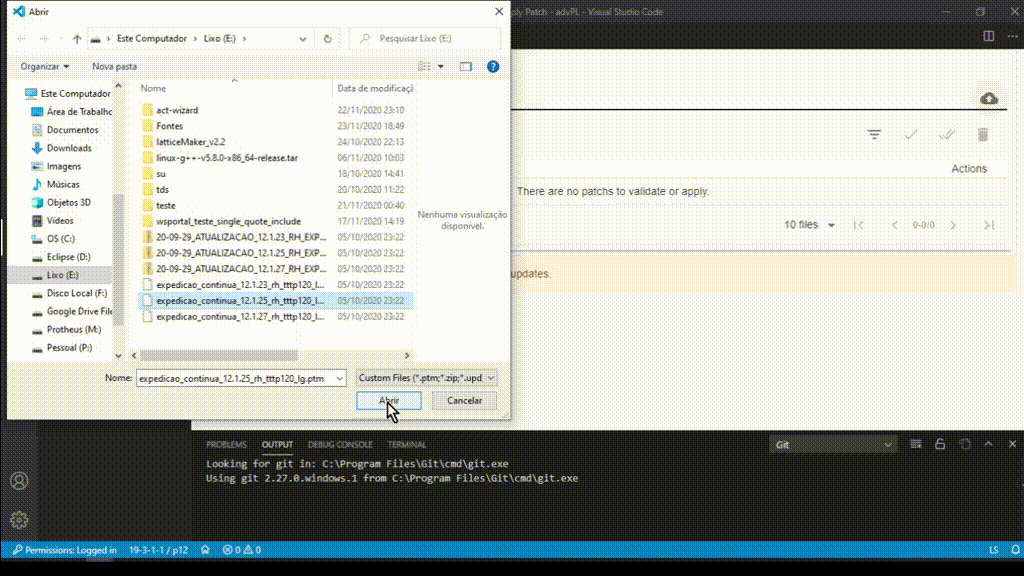 Abrir
ply Patch - advPL - Visual Studio Code
Este Computador > Lixo (E:) >
Pesquisar Lixo (E:)
Organizar
Nova pasta
Este Computador
Área de Trabalho
Documentos
Downloads
Imagens
Músicas
Objetos 3D
Vídeos
OS (C:)
Eclipse (D:)
Lixo (E:)
Disco Local (F:)
Google Drive File
Protheus (M:)
Pessoal (P:)
Nome
Data de modificaçã
act-wizard 22/11/2020 23:10
Fontes 23/11/2020 18:49
latticeMaker_v2.2 24/10/2020 22:13
linux-g++-v5.8.0-x86_64-release.tar 06/11/2020 10:03
su 18/10/2020 14:41
tds 20/10/2020 11:22
teste 21/11/2020 00:40
wsportal_teste_single_quote_include 17/11/2020 14:19
20-09-29_ATUALIZACAO_12.1.23_RH_EXP... 05/10/2020 23:22
20-09-29_ATUALIZACAO_12.1.25_RH_EXP... 05/10/2020 23:22
20-09-29_ATUALIZACAO_12.1.27_RH_EXP... 05/10/2020 23:22
expedicao_continua_12.1.23_rh_tttp120_l... 05/10/2020 23:22
expedicao_continua_12.1.25_rh_tttp120_l... 05/10/2020 23:22
expedicao_continua_12.1.27_rh_tttp120_l... 05/10/2020 23:22
Nenhuma visualização
disponível.
Nome: expedicao_continua_12.1.25_rh_tttp120_lg.ptm
Custom Files (*.ptm;*.zip;*.upd
Abrir
Cancelar
Actions
There are no patchs to validate or apply.
10 files
0-0/0
updates.
PROBLEMS OUTPUT DEBUG CONSOLE TERMINAL
Git
Looking for git in: C:\Program Files\Git\cmd\git.exe
Using git 2.27.0.windows.1 from C:\Program Files\Git\cmd\git.exe
Permissions: Logged in 19-3-1-1 / p12 0 0
LS